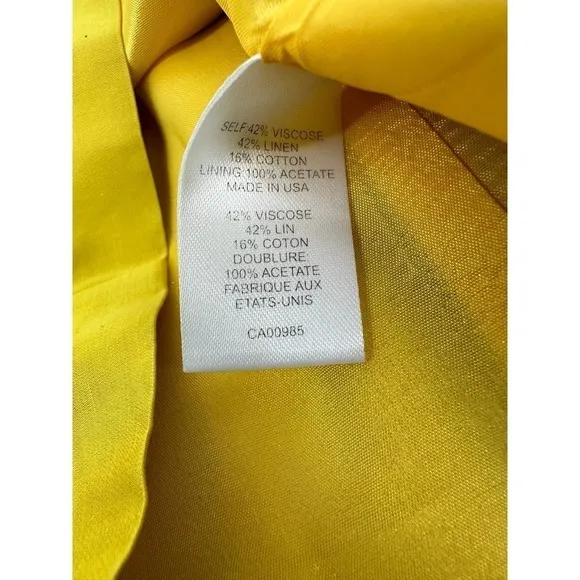 SELF:42% VISCOSE
42% LINEN
16% COTTON
LINING:100% ACETATE
MADE IN USA
42% VISCOSE
42% LIN
16% COTON
DOUBLURE
100% ACETATE
FABRIQUE AUX
ETATS-UNIS
CA00985